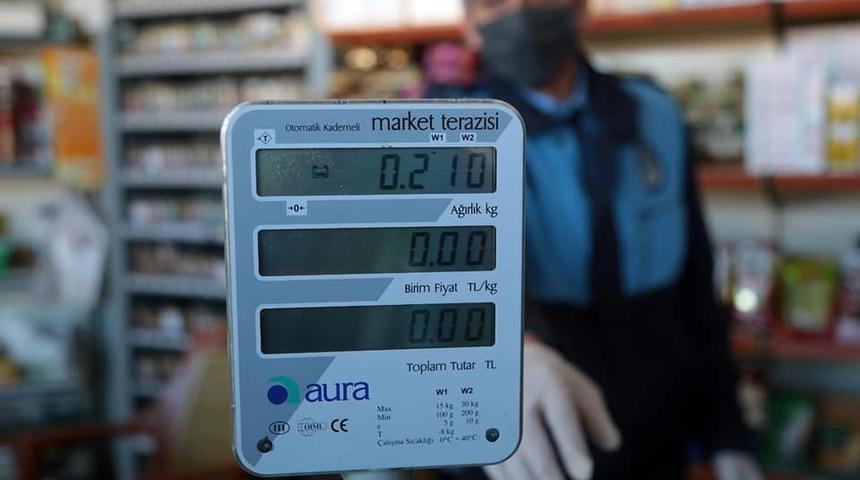 Otomatik Kademeli market terazisi
T W1 W2
0.210
→0← Ağırlık kg
0.00
Birim Fiyat TL/kg
0.00
Toplam Tutar TL
aura
W1 W2
Max 15 kg 30 kg
Min 100 g 200 g
e 5 g 10 g
T -8 kg
Çalışma Sıcaklığı 0°C ~ 40°C
OIML CE